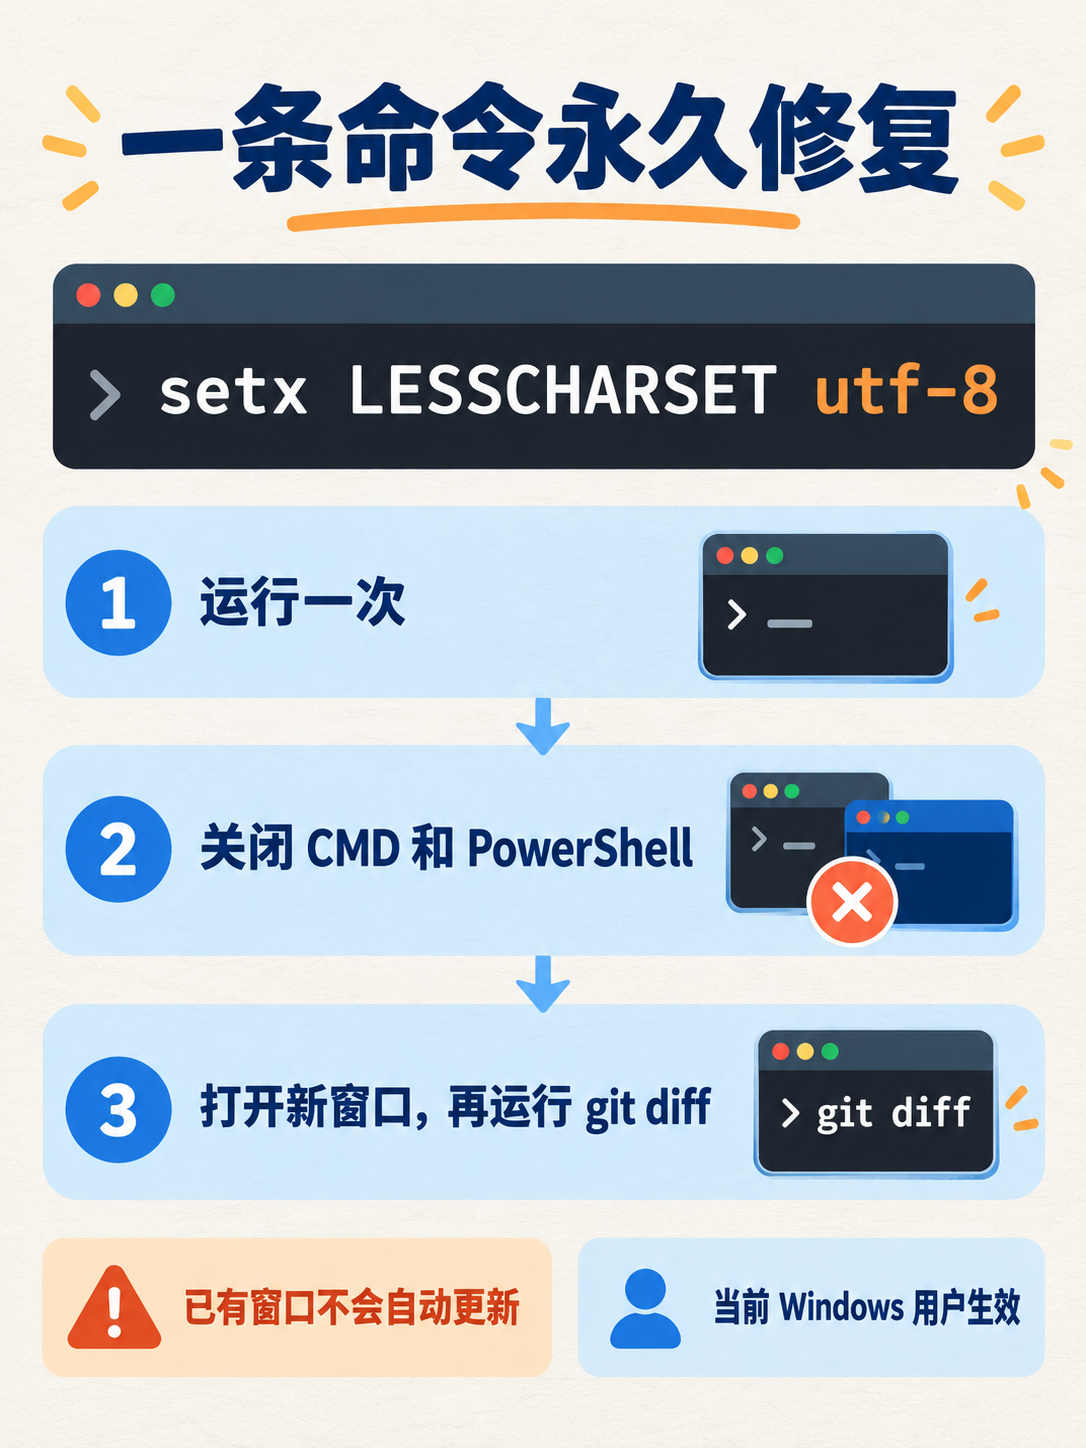 一条命令永久修复
> setx LESSCHARSET utf-8
1 运行一次
> _
2 关闭 CMD 和 PowerShell
> _
> _
3 打开新窗口，再运行 git diff
> git diff
已有窗口不会自动更新
当前 Windows 用户生效